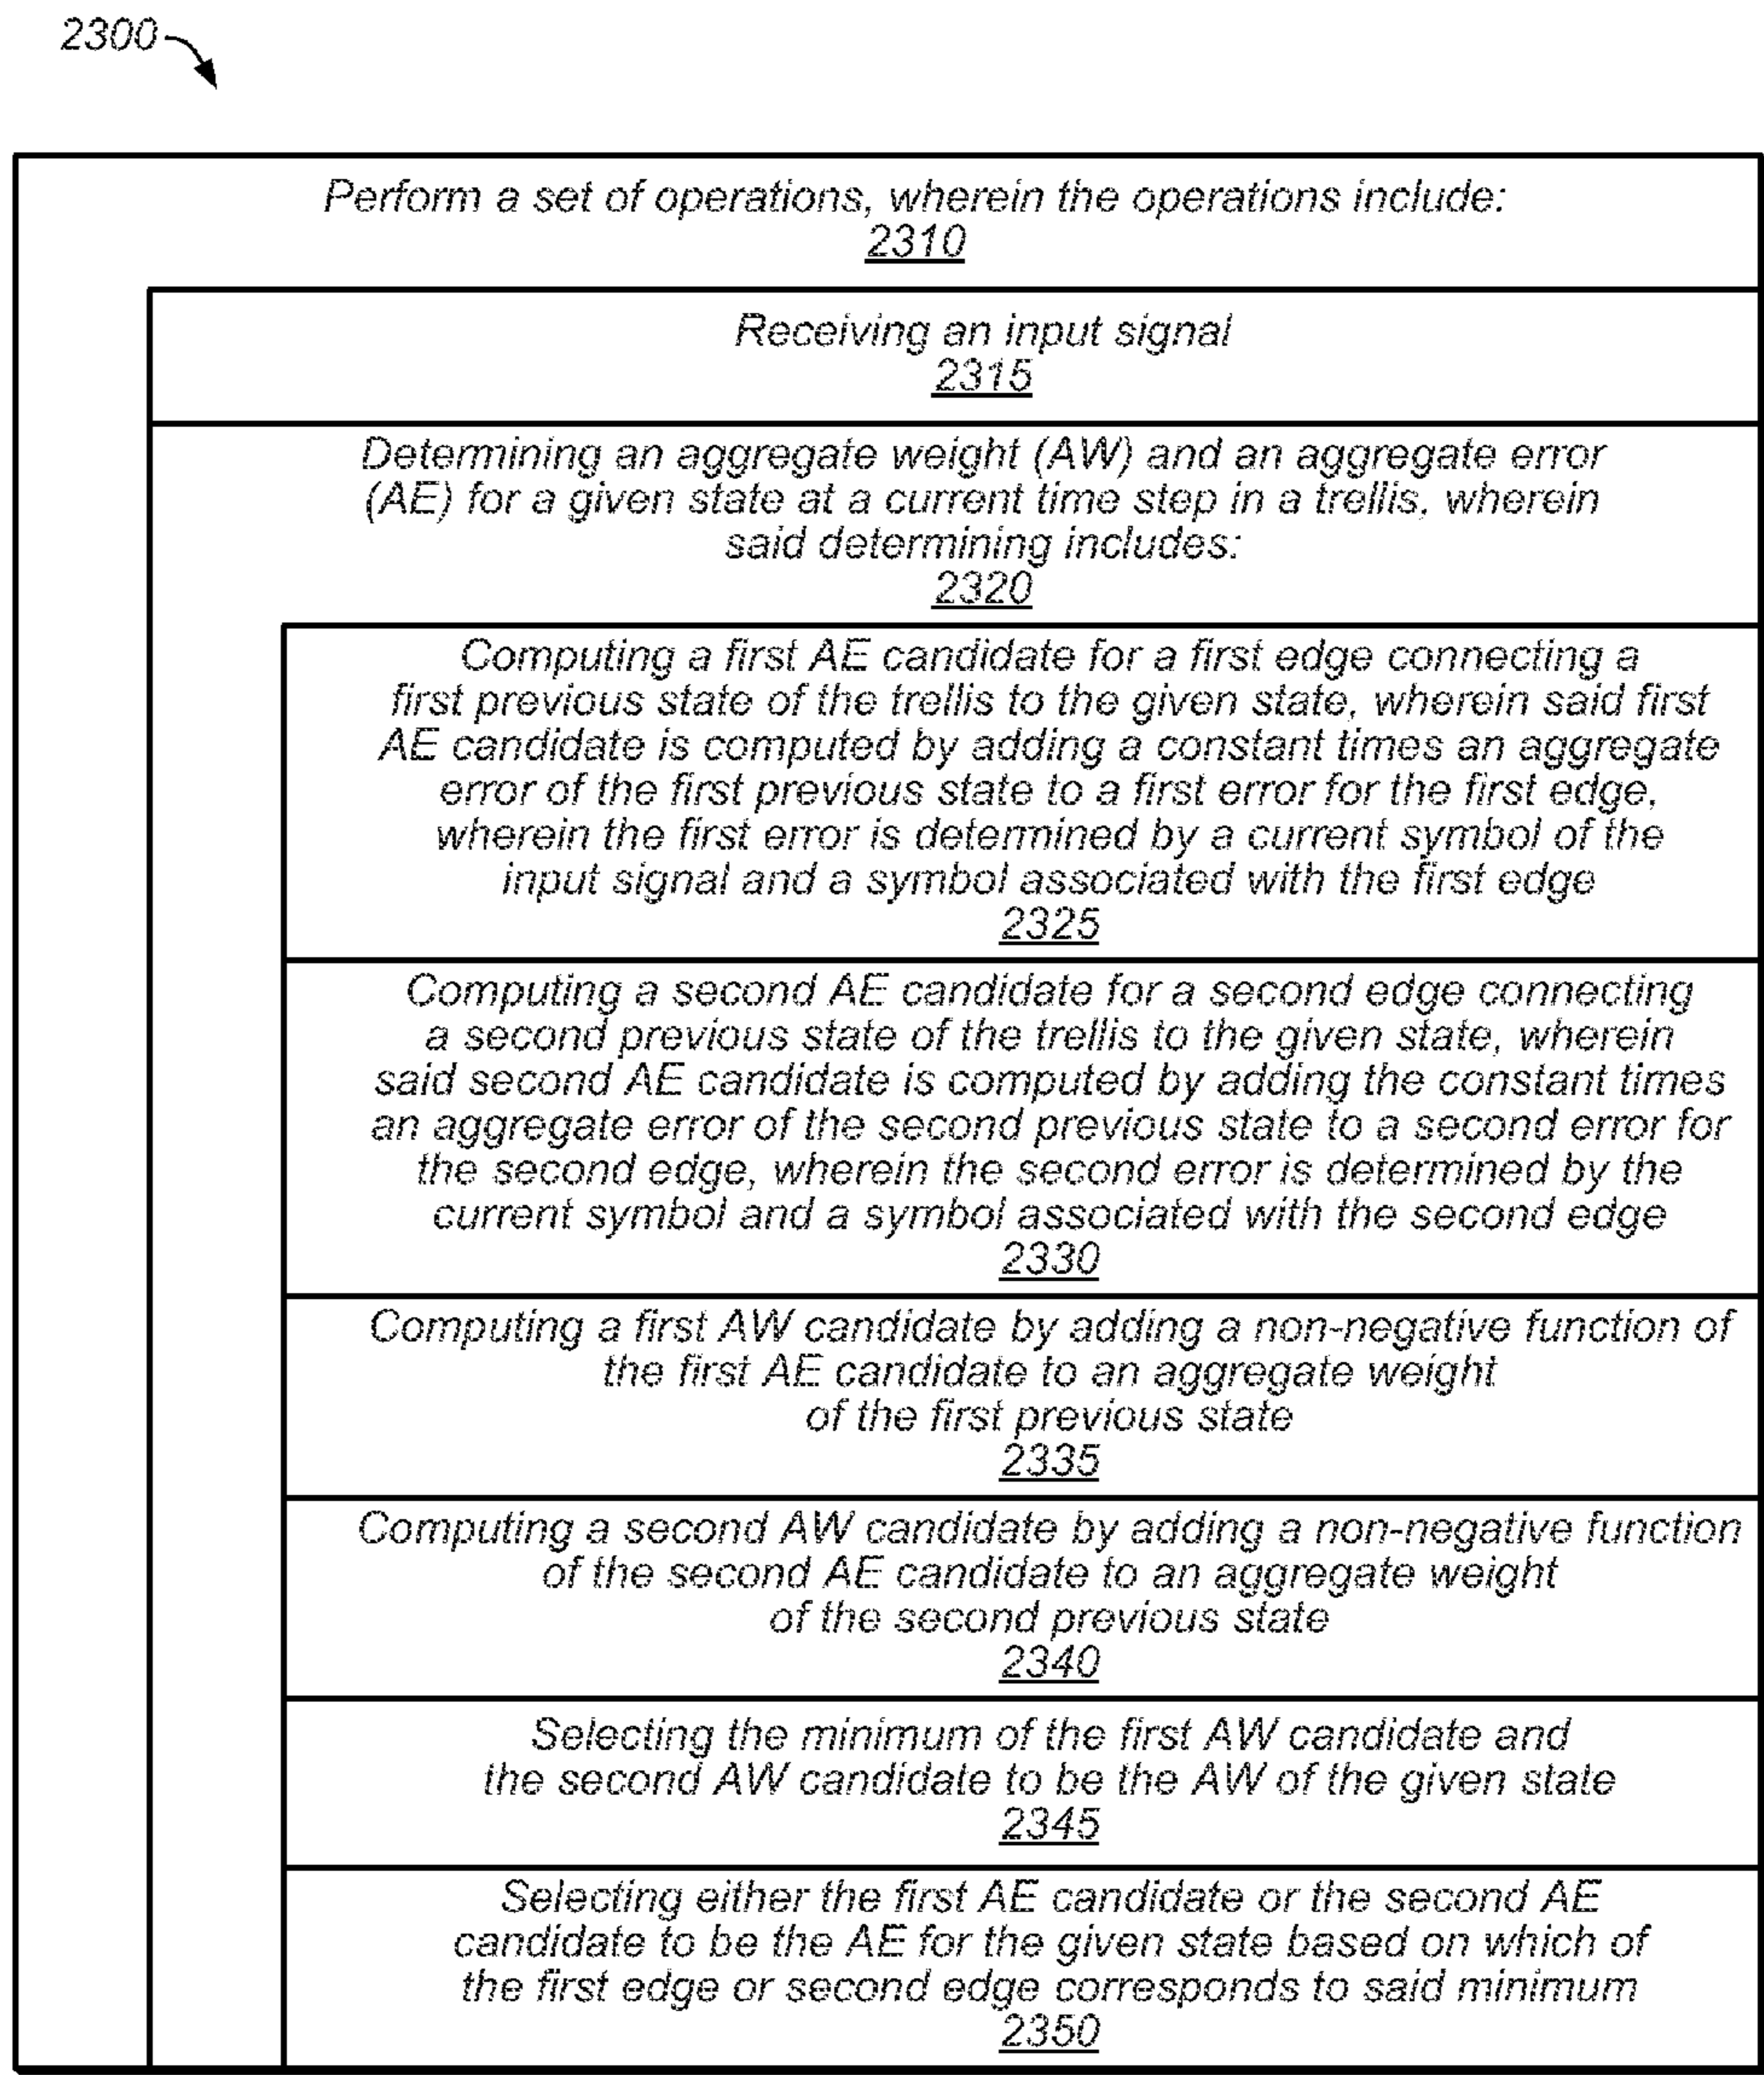 2300
Perform a set of operations, wherein the operations include:
2310
Receiving an input signal
2315
Determining an aggregate weight (AW) and an aggregate error
(AE) for a given state at a current time step in a trellis, wherein
said determining includes:
2320
Computing a first AE candidate for a first edge connecting a
first previous state of the trellis to the given state, wherein said first
AE candidate is computed by adding a constant times an aggregate
error of the first previous state to a first error for the first edge,
wherein the first error is determined by a current symbol of the
input signal and a symbol associated with the first edge
2325
Computing a second AE candidate for a second edge connecting
a second previous state of the trellis to the given state, wherein
said second AE candidate is computed by adding the constant times
an aggregate error of the second previous state to a second error for
the second edge, wherein the second error is determined by the
current symbol and a symbol associated with the second edge
2330
Computing a first AW candidate by adding a non-negative function of
the first AE candidate to an aggregate weight
of the first previous state
2335
Computing a second AW candidate by adding a non-negative function
of the second AE candidate to an aggregate weight
of the second previous state
2340
Selecting the minimum of the first AW candidate and
the second AW candidate to be the AW of the given state
2345
Selecting either the first AE candidate or the second AE
candidate to be the AE for the given state based on which of
the first edge or second edge corresponds to said minimum
2350